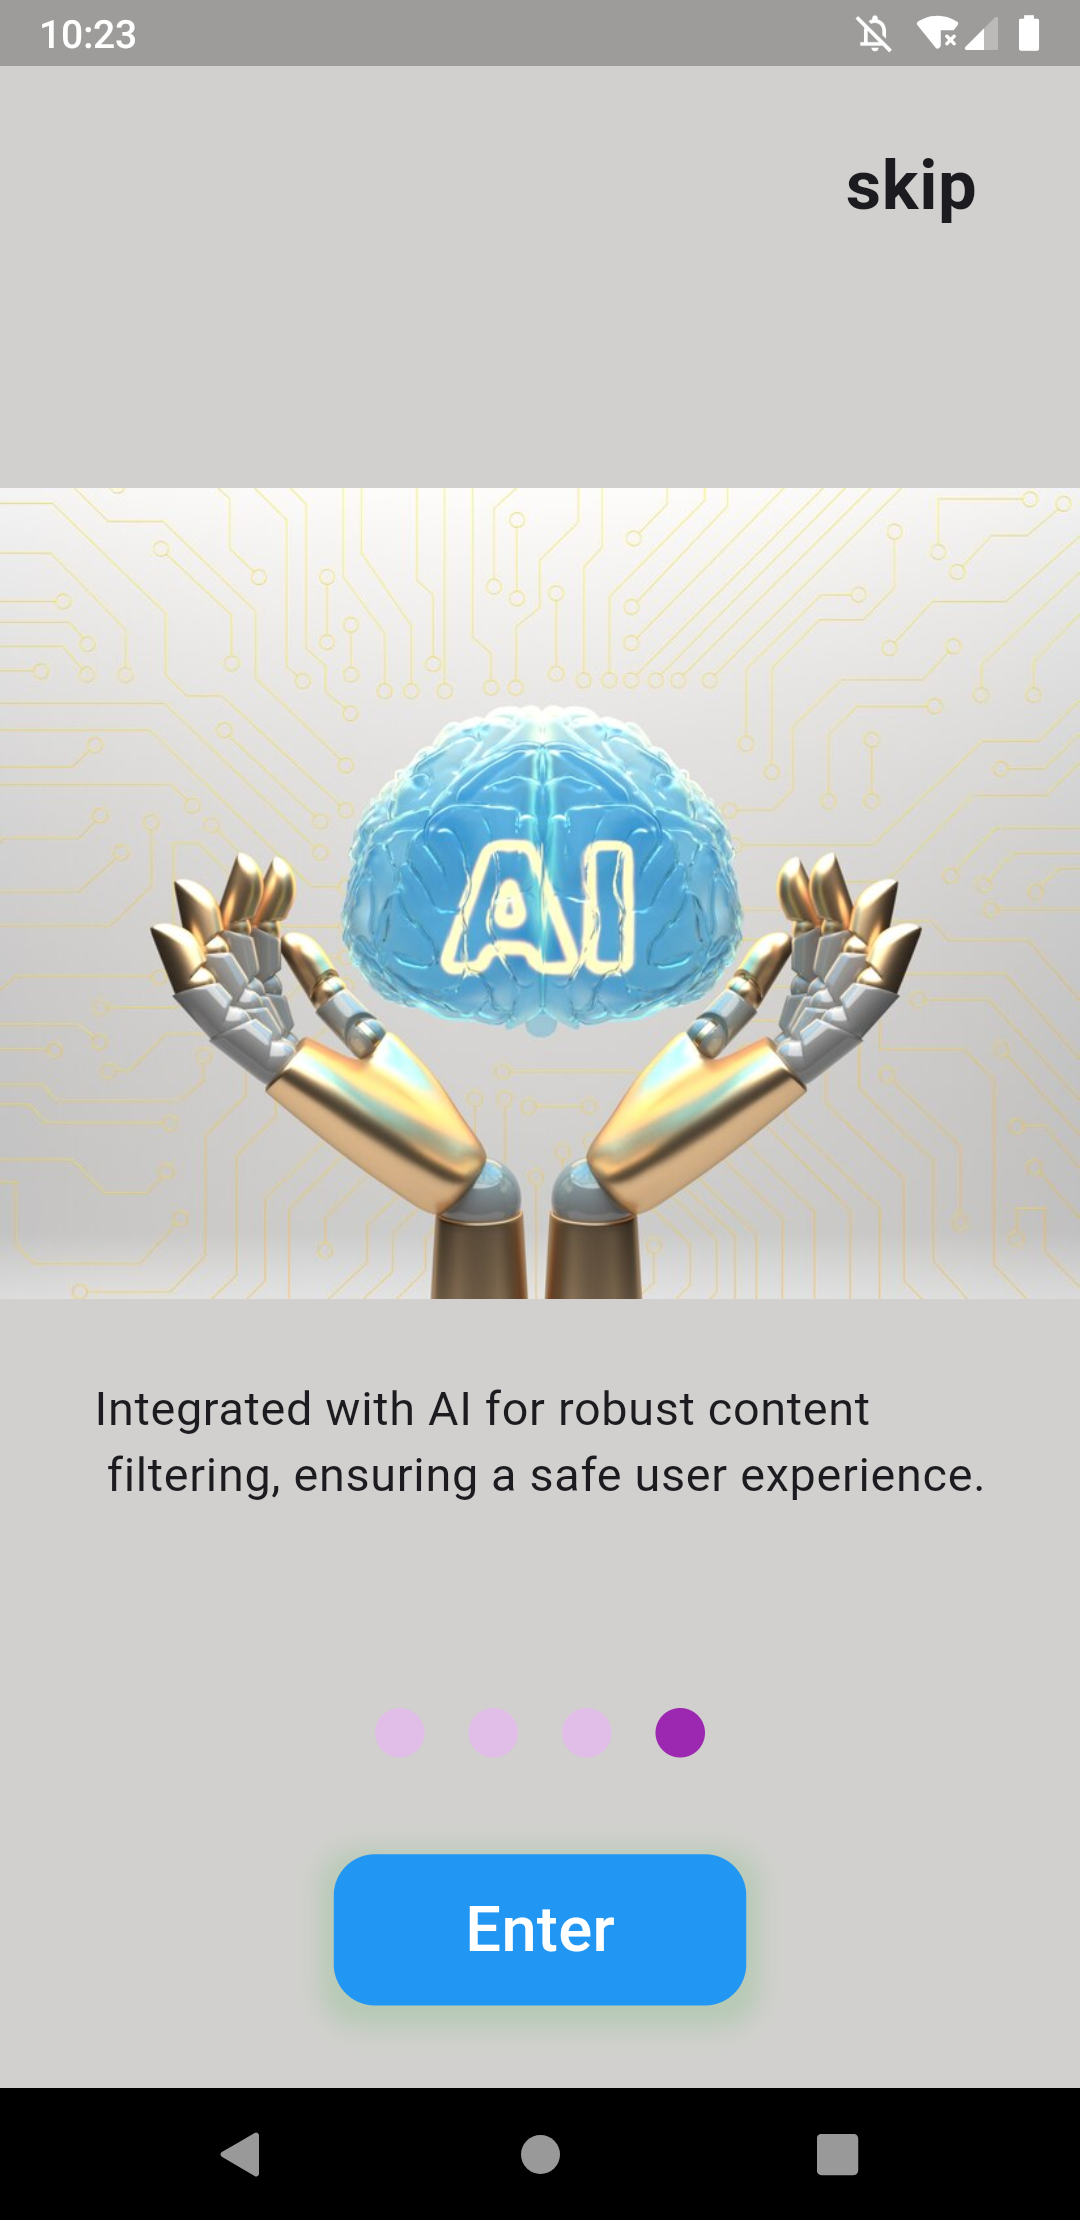 10:23
skip
AI
Integrated with AI for robust content
filtering, ensuring a safe user experience.
Enter